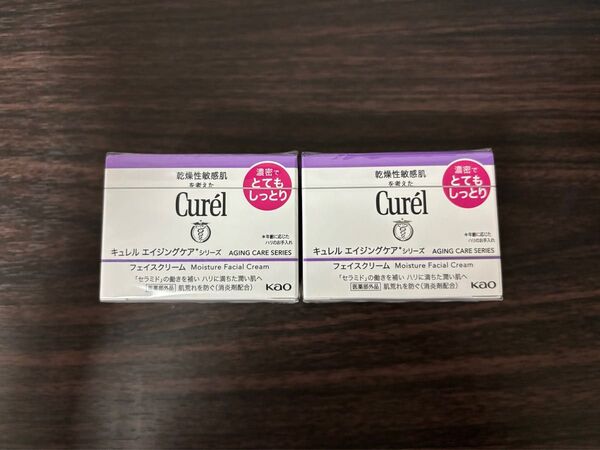 乾燥性敏感肌
を考えた
Curél
濃密で
とても
しっとり
*年齢に応じた
ハリのお手入れ
キュレル エイジングケア*シリーズ AGING CARE SERIES
フェイスクリーム Moisture Facial Cream
「セラミド」の働きを補い ハリに満ちた潤い肌へ
医薬部外品 肌荒れを防ぐ(消炎剤配合)
Kao
乾燥性敏感肌
を考えた
Curél
濃密で
とても
しっとり
*年齢に応じた
ハリのお手入れ
キュレル エイジングケア*シリーズ AGING CARE SERIES
フェイスクリーム Moisture Facial Cream
「セラミド」の働きを補い ハリに満ちた潤い肌へ
医薬部外品 肌荒れを防ぐ(消炎剤配合)
Kao